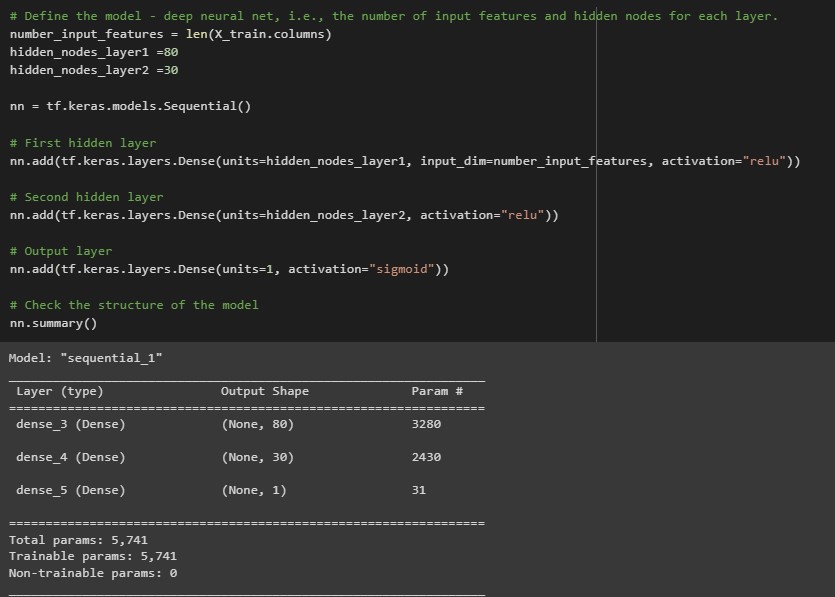 # Define the model - deep neural net, i.e., the number of input features and hidden nodes for each layer.
number_input_features = len(X_train.columns)
hidden_nodes_layer1 =80
hidden_nodes_layer2 =30
nn = tf.keras.models.Sequential()
# First hidden layer
nn.add(tf.keras.layers.Dense(units=hidden_nodes_layer1, input_dim=number_input_features, activation="relu"))
# Second hidden layer
nn.add(tf.keras.layers.Dense(units=hidden_nodes_layer2, activation="relu"))
# Output layer
nn.add(tf.keras.layers.Dense(units=1, activation="sigmoid"))
# Check the structure of the model
nn.summary()
Model: "sequential_1"
_________________________________________________________________
Layer (type) Output Shape Param #
=================================================================
dense_3 (Dense) (None, 80) 3280
dense_4 (Dense) (None, 30) 2430
dense_5 (Dense) (None, 1) 31
=================================================================
Total params: 5,741
Trainable params: 5,741
Non-trainable params: 0
_________________________________________________________________